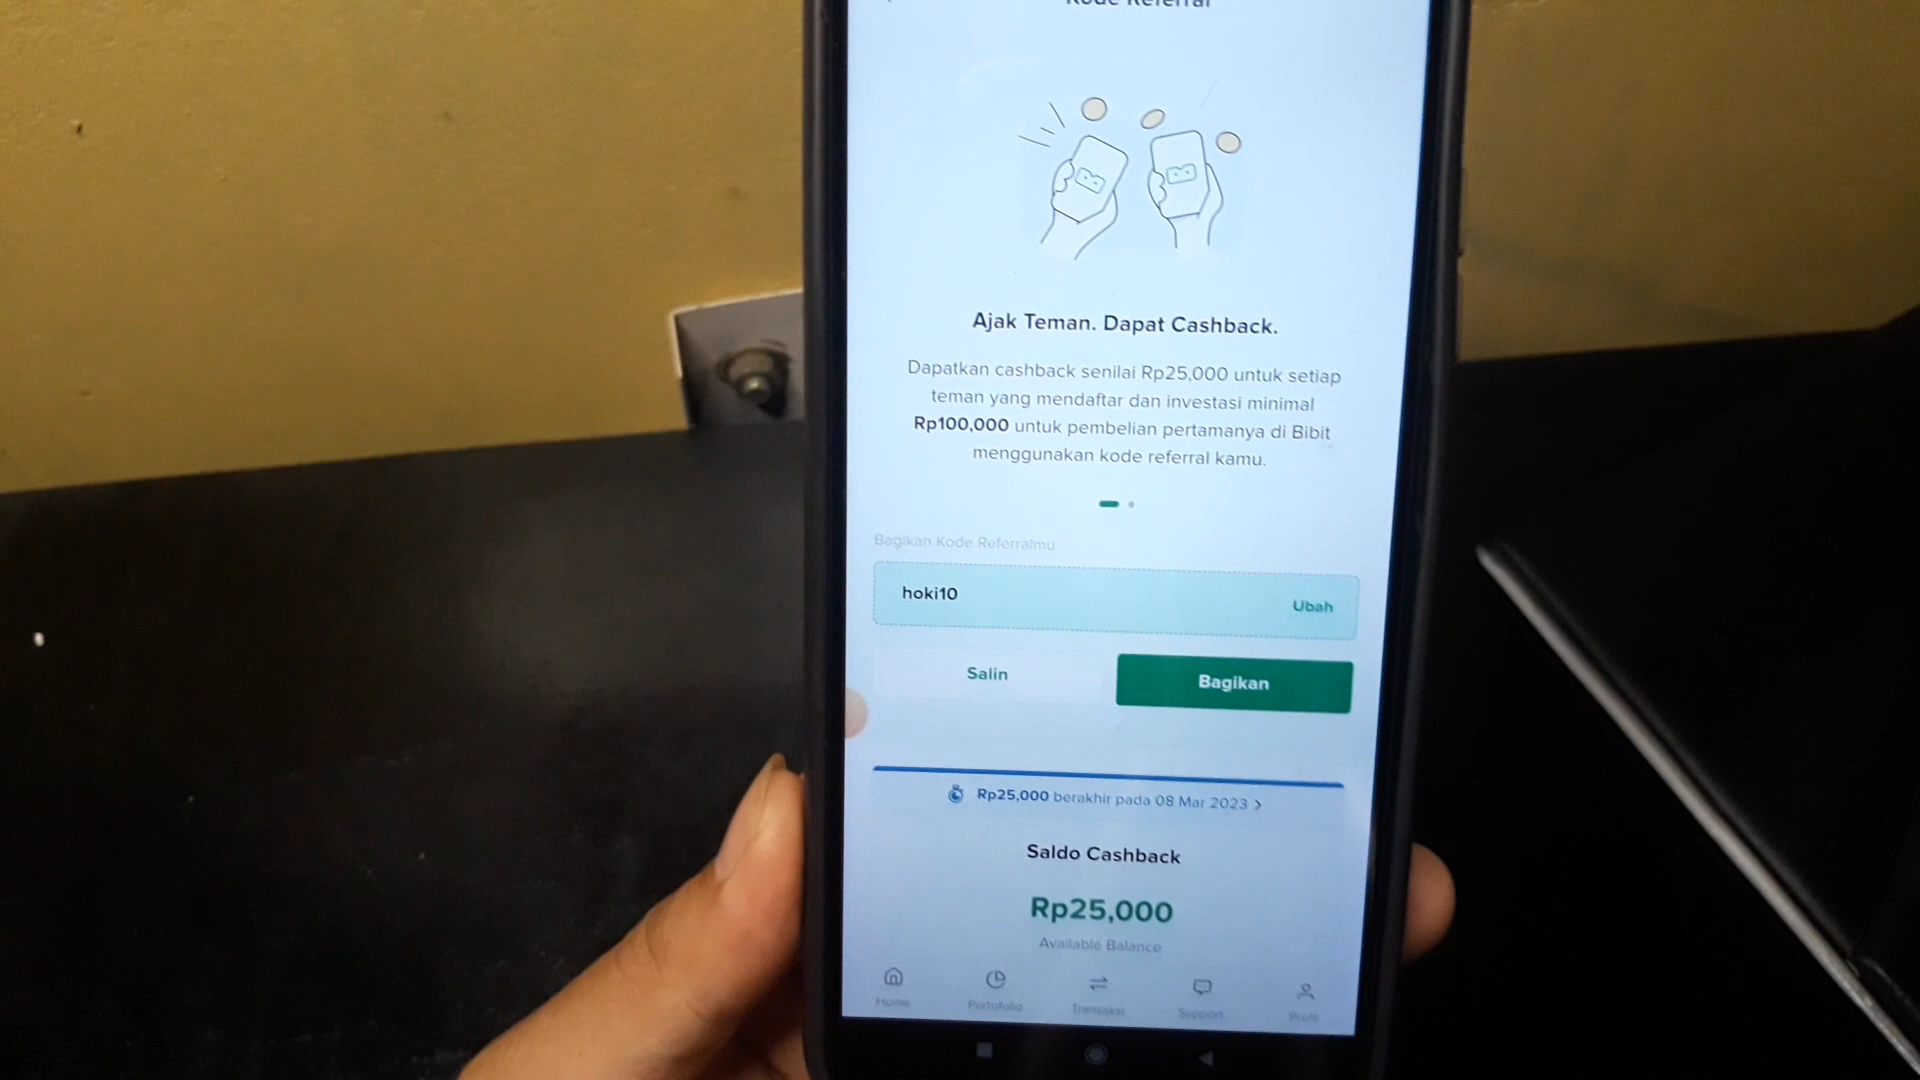 Kode Referral
Ajak Teman. Dapat Cashback.
Dapatkan cashback senilai Rp25,000 untuk setiap
teman yang mendaftar dan investasi minimal
Rp100,000 untuk pembelian pertamanya di Bibit
menggunakan kode referral kamu.
Bagikan Kode Referralmu
hoki10
Ubah
Salin
Bagikan
Rp25,000 berakhir pada 08 Mar 2023 >
Saldo Cashback
Rp25,000
Available Balance
Home
Portofolio
Transaksi
Support
Profil